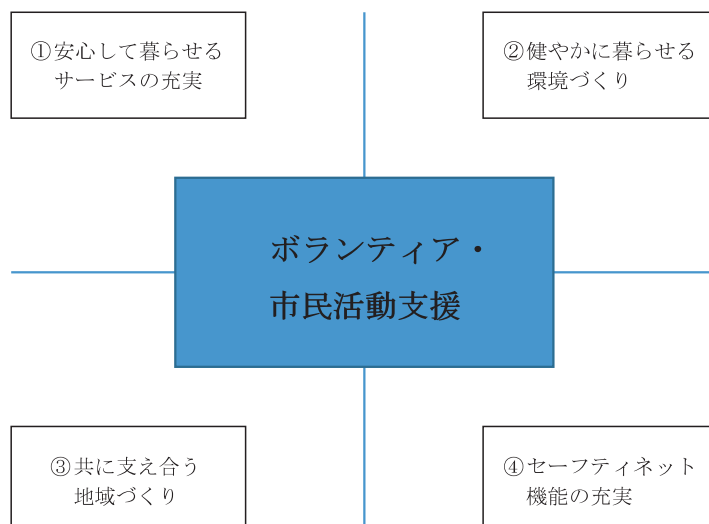 ①安心して暮らせる
サービスの充実
②健やかに暮らせる
環境づくり
ボランティア・
市民活動支援
③共に支え合う
地域づくり
④セーフティネット
機能の充実